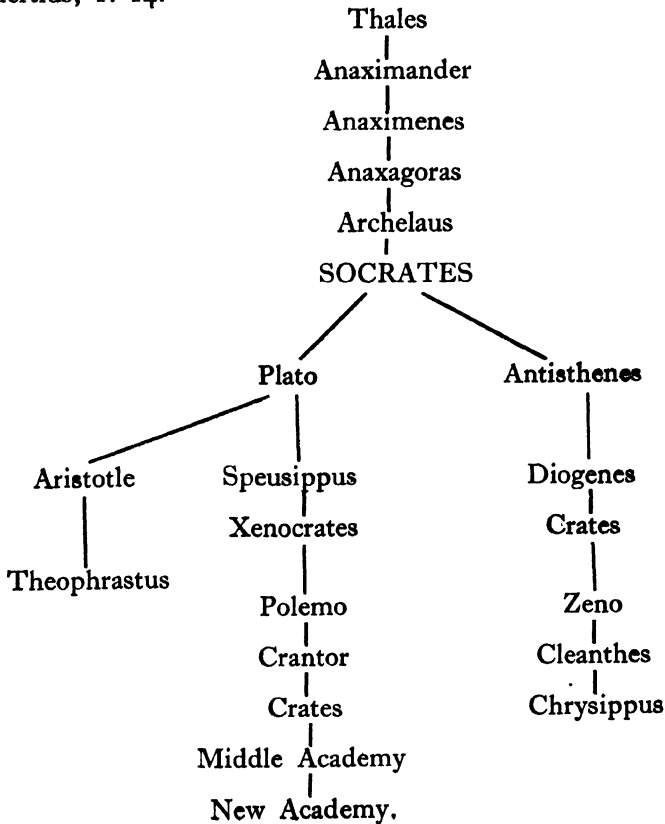 Thales
Anaximander
Anaximenes
Anaxagoras
Archelaus
SOCRATES
Plato Antisthenes
Aristotle Speusippus Diogenes
Xenocrates Crates
Theophrastus
Polemo Zeno
Crantor Cleanthes
Crates Chrysippus
Middle Academy
New Academy.